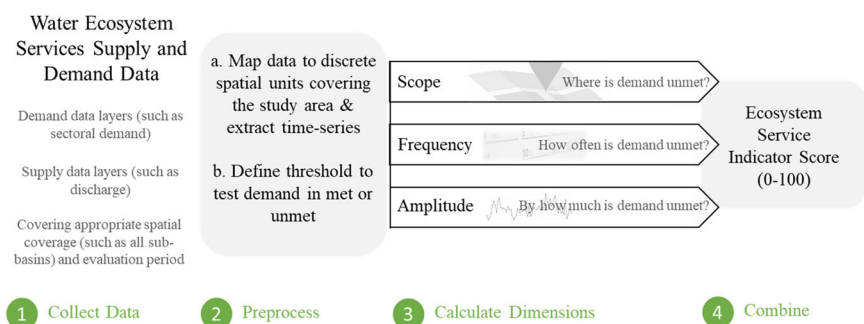 Water Ecosystem
Services Supply and
Demand Data
Demand data layers (such as
sectoral demand)
Supply data layers (such as
discharge)
Covering appropriate spatial
coverage (such as all sub-
basins) and evaluation period
a. Map data to discrete
spatial units covering
the study area &
extract time-series
b. Define threshold to
test demand in met or
unmet
Scope
Where is demand unmet?
Frequency
How often is demand unmet?
Amplitude
By how much is demand unmet?
Ecosystem
Service
Indicator Score
(0-100)
1 Collect Data
2 Preprocess
3 Calculate Dimensions
4 Combine